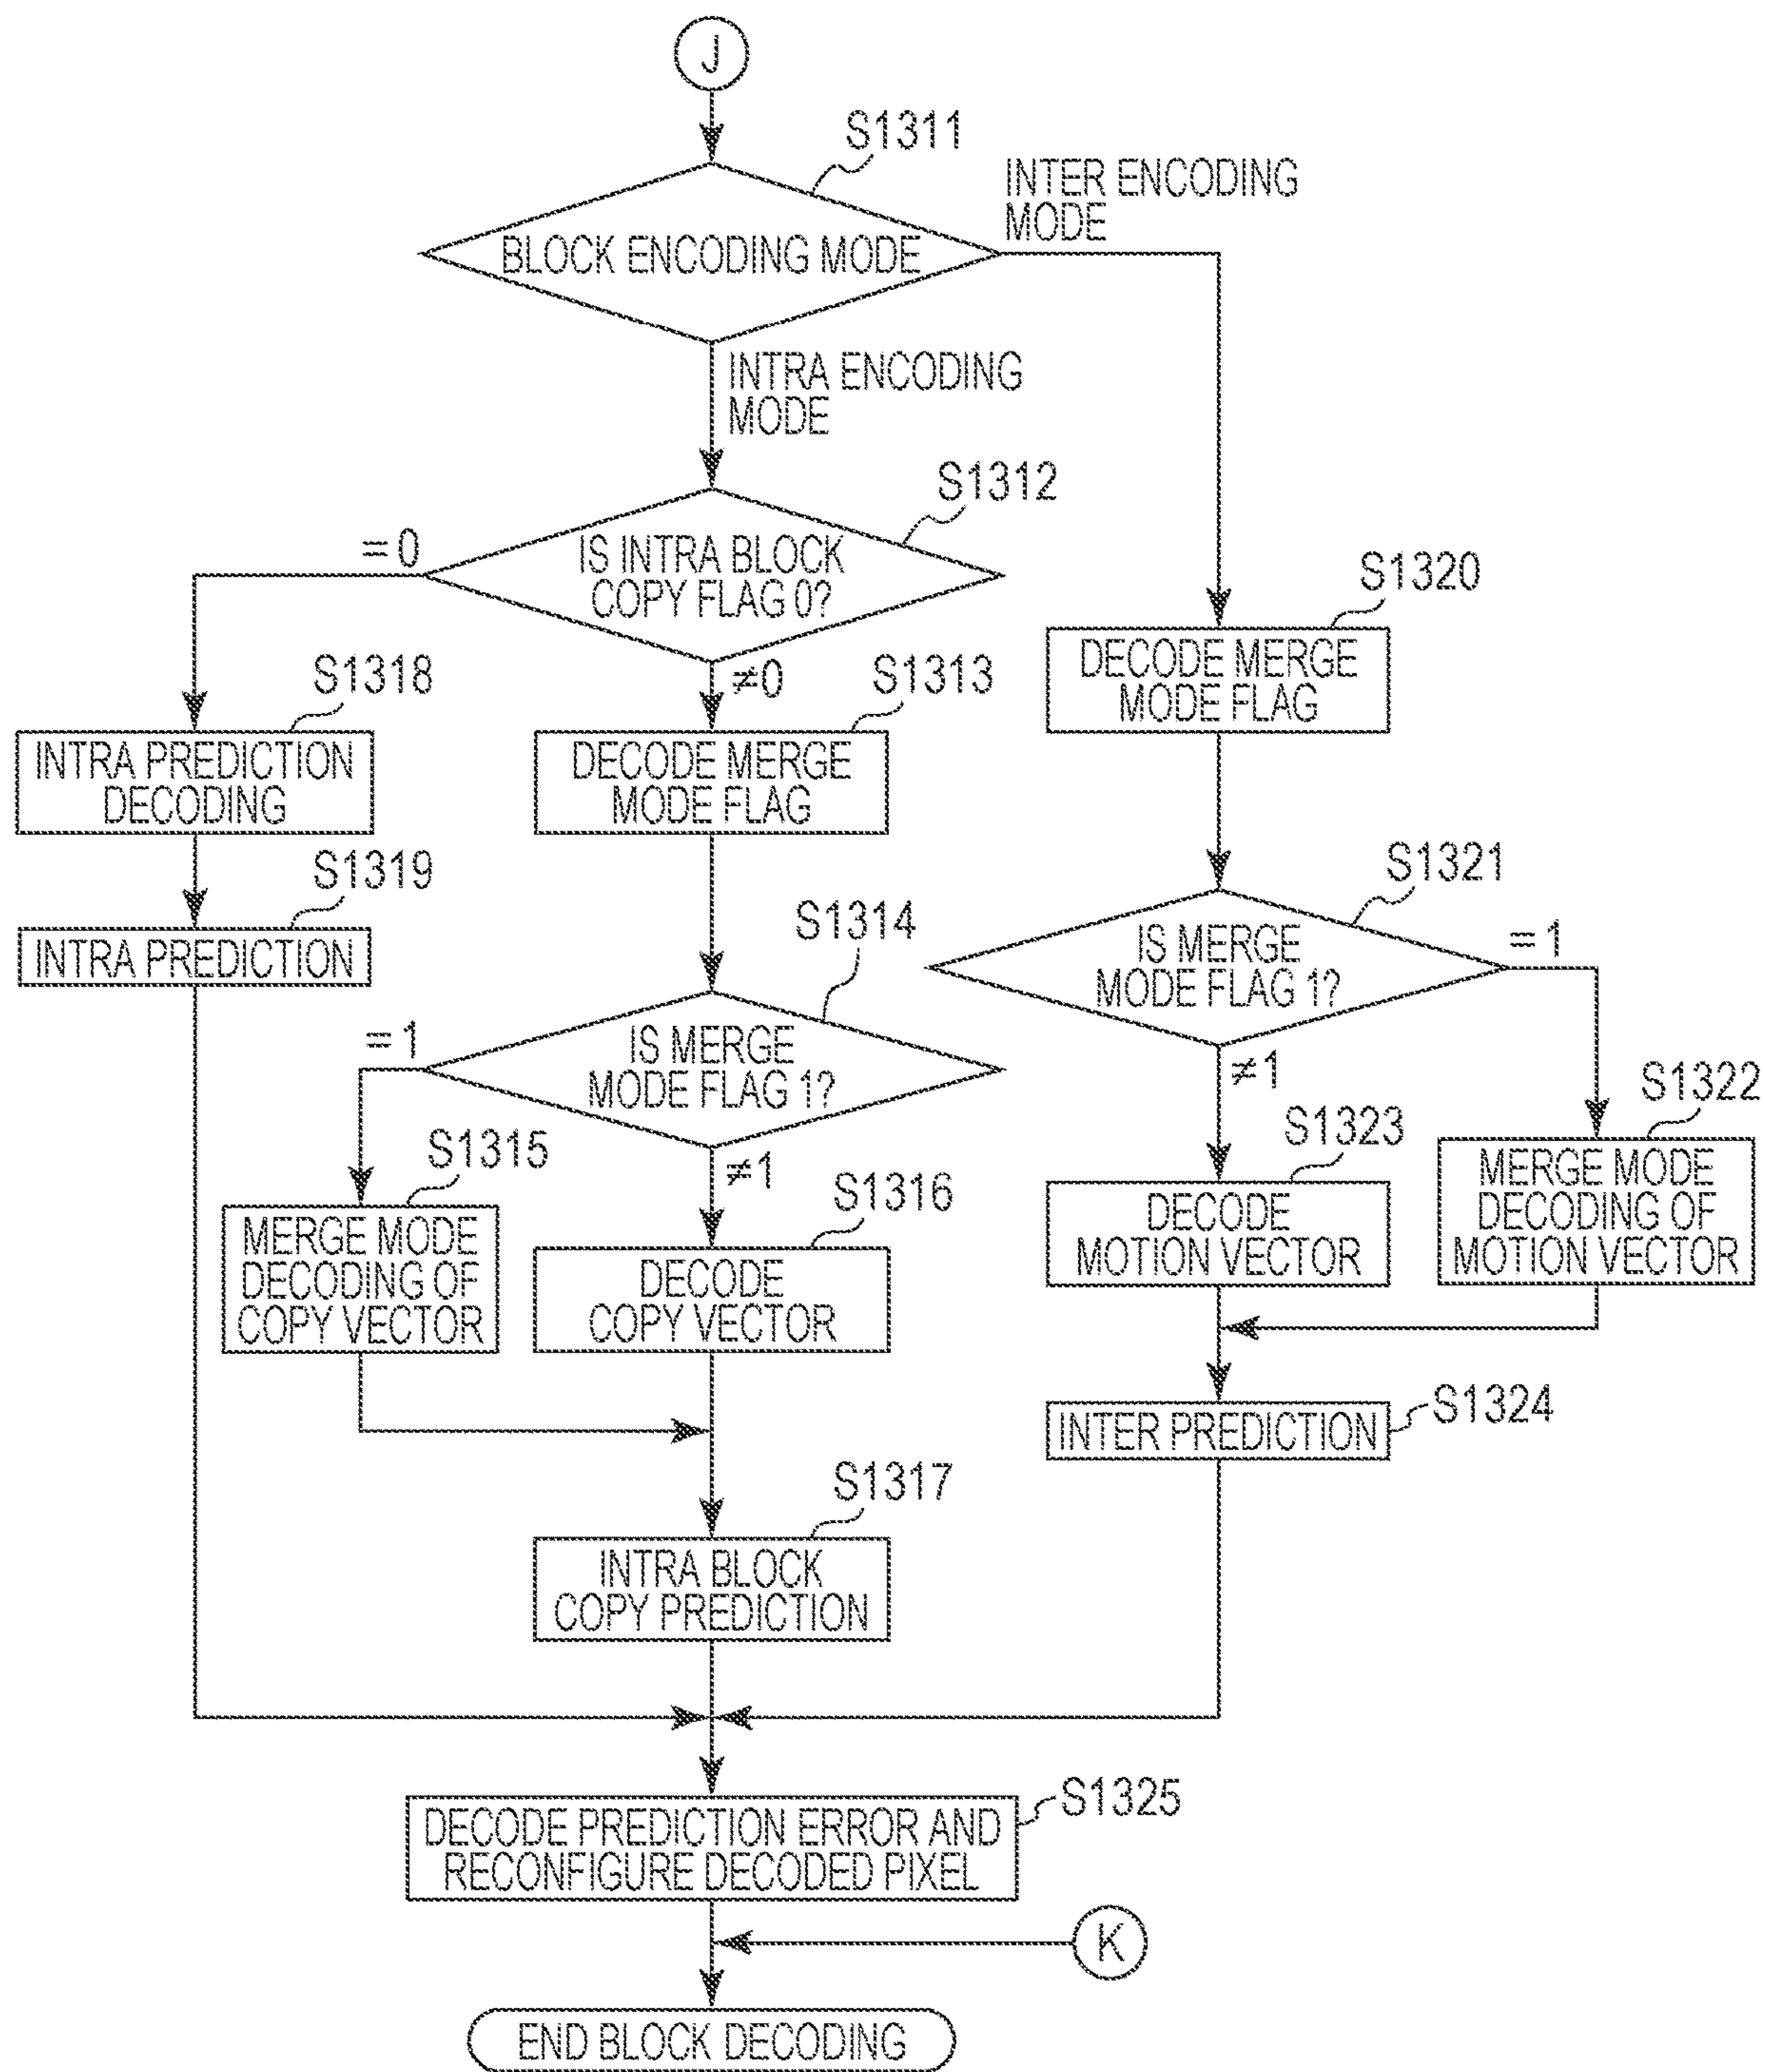 J
S1311
INTER ENCODING
MODE
BLOCK ENCODING MODE
INTRA ENCODING
MODE
S1312
= 0
IS INTRA BLOCK
COPY FLAG 0?
S1320
DECODE MERGE
MODE FLAG
S1318
≠0
S1313
INTRA PREDICTION
DECODING
DECODE MERGE
MODE FLAG
S1319
INTRA PREDICTION
S1321
IS MERGE
MODE FLAG 1?
= 1
S1314
= 1
IS MERGE
MODE FLAG 1?
≠1
S1322
MERGE MODE
DECODING OF
MOTION VECTOR
S1323
DECODE
MOTION VECTOR
S1315
≠1
MERGE MODE
DECODING OF
COPY VECTOR
S1316
DECODE
COPY VECTOR
INTER PREDICTION
S1324
S1317
INTRA BLOCK
COPY PREDICTION
S1325
DECODE PREDICTION ERROR AND
RECONFIGURE DECODED PIXEL
K
END BLOCK DECODING